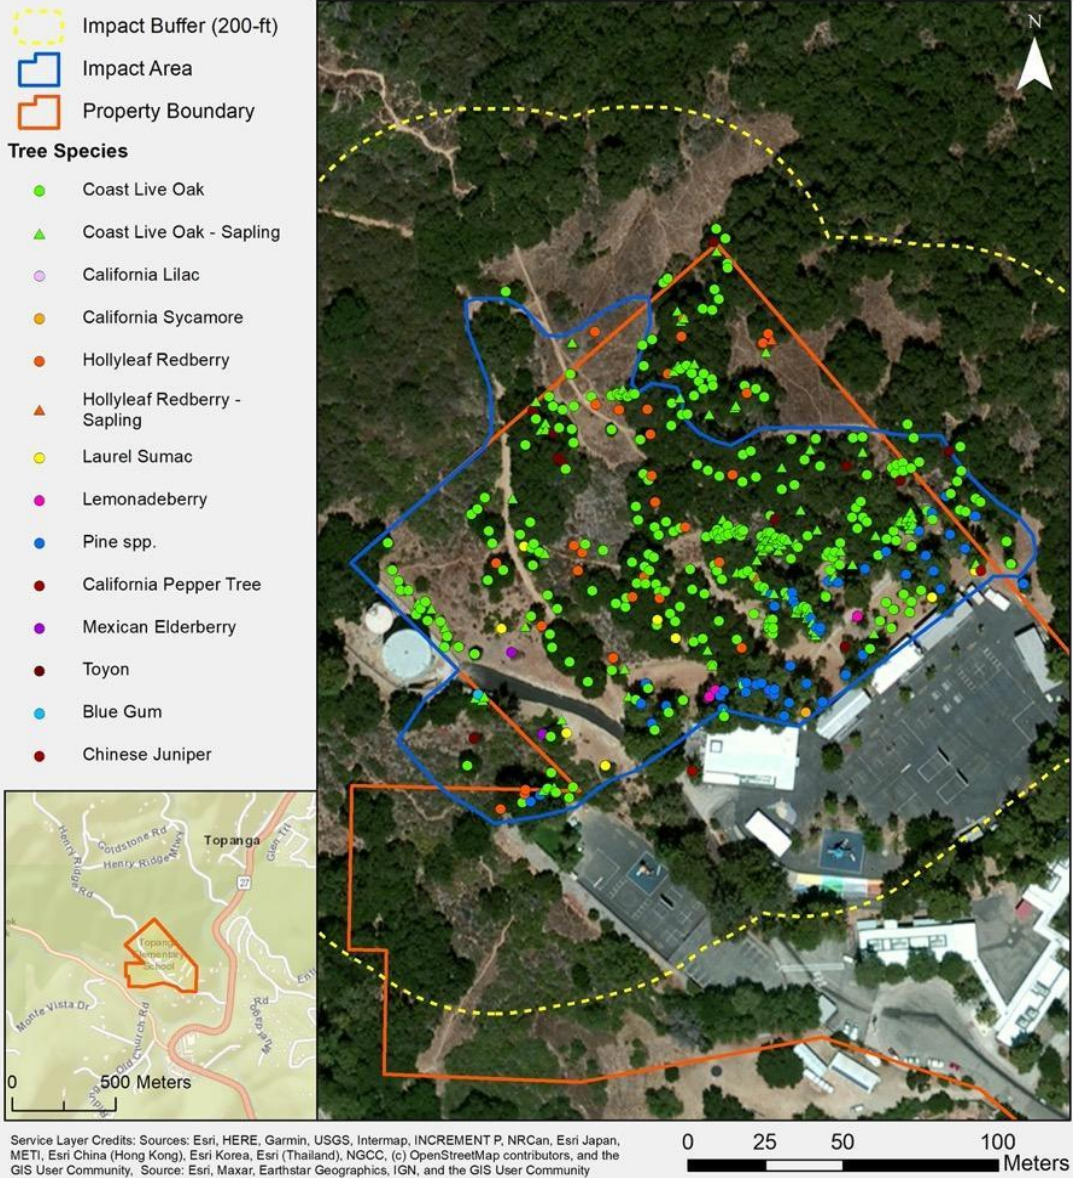 Impact Buffer (200-ft)
Impact Area
Property Boundary
Tree Species
Coast Live Oak
Coast Live Oak - Sapling
California Lilac
California Sycamore
Hollyleaf Redberry
Hollyleaf Redberry -
Sapling
Laurel Sumac
Lemonadeberry
Pine spp.
California Pepper Tree
Mexican Elderberry
Toyon
Blue Gum
Chinese Juniper
N
Henry Ridge Rd
Coldstone Rd
Henry Ridge Mtwy
Topanga
Glen Trl
27
Topanga
Elementary
School
Monte Vista Dr
Old Church Rd
Rd
0 500 Meters
Service Layer Credits: Sources: Esri, HERE, Garmin, USGS, Intermap, INCREMENT P, NRCan, Esri Japan,
METI, Esri China (Hong Kong), Esri Korea, Esri (Thailand), NGCC, (c) OpenStreetMap contributors, and the
GIS User Community, Source: Esri, Maxar, Earthstar Geographics, IGN, and the GIS User Community
0 25 50 100
Meters